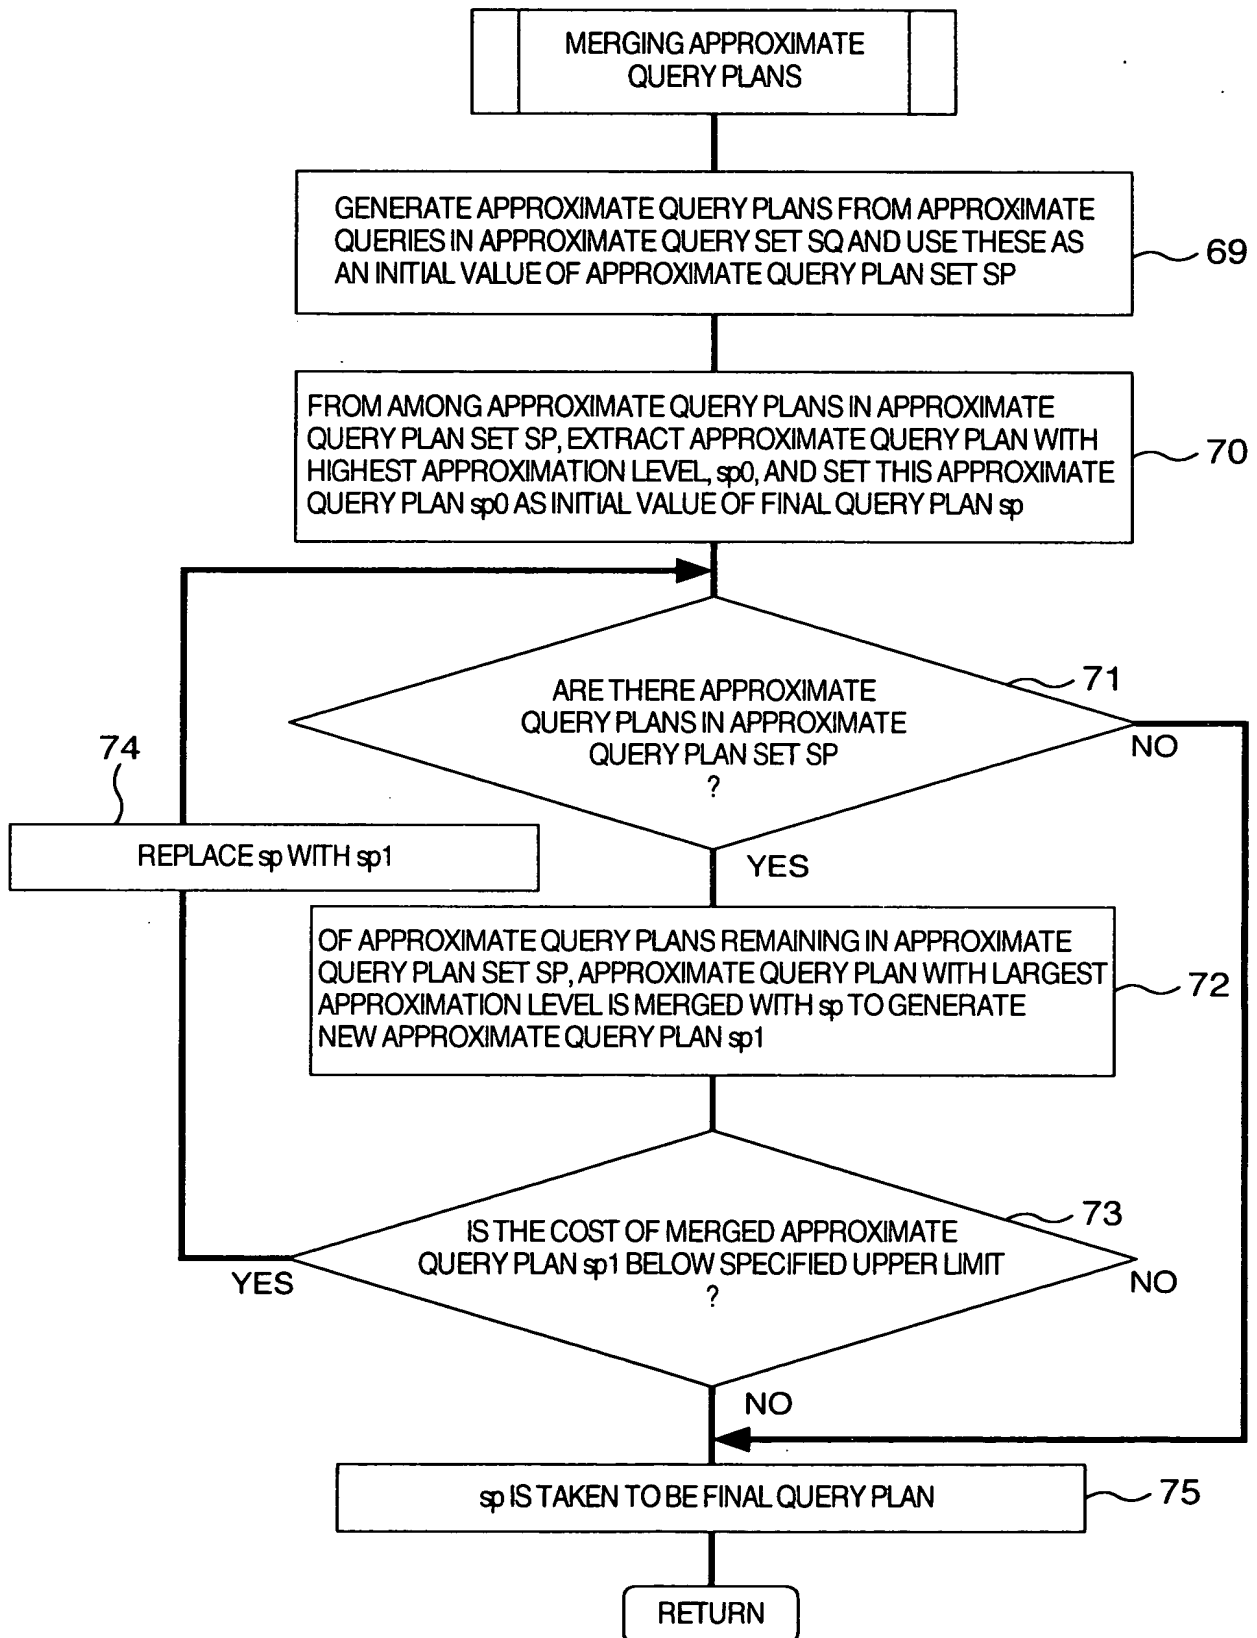 MERGING APPROXIMATE
QUERY PLANS
GENERATE APPROXIMATE QUERY PLANS FROM APPROXIMATE
QUERIES IN APPROXIMATE QUERY SET SQ AND USE THESE AS
AN INITIAL VALUE OF APPROXIMATE QUERY PLAN SET SP
69
FROM AMONG APPROXIMATE QUERY PLANS IN APPROXIMATE
QUERY PLAN SET SP, EXTRACT APPROXIMATE QUERY PLAN WITH
HIGHEST APPROXIMATION LEVEL, sp0, AND SET THIS APPROXIMATE
QUERY PLAN sp0 AS INITIAL VALUE OF FINAL QUERY PLAN sp
70
ARE THERE APPROXIMATE
QUERY PLANS IN APPROXIMATE
QUERY PLAN SET SP
?
71
NO
YES
74
REPLACE sp WITH sp1
OF APPROXIMATE QUERY PLANS REMAINING IN APPROXIMATE
QUERY PLAN SET SP, APPROXIMATE QUERY PLAN WITH LARGEST
APPROXIMATION LEVEL IS MERGED WITH sp TO GENERATE
NEW APPROXIMATE QUERY PLAN sp1
72
IS THE COST OF MERGED APPROXIMATE
QUERY PLAN sp1 BELOW SPECIFIED UPPER LIMIT
?
73
YES
NO
NO
sp IS TAKEN TO BE FINAL QUERY PLAN
75
RETURN